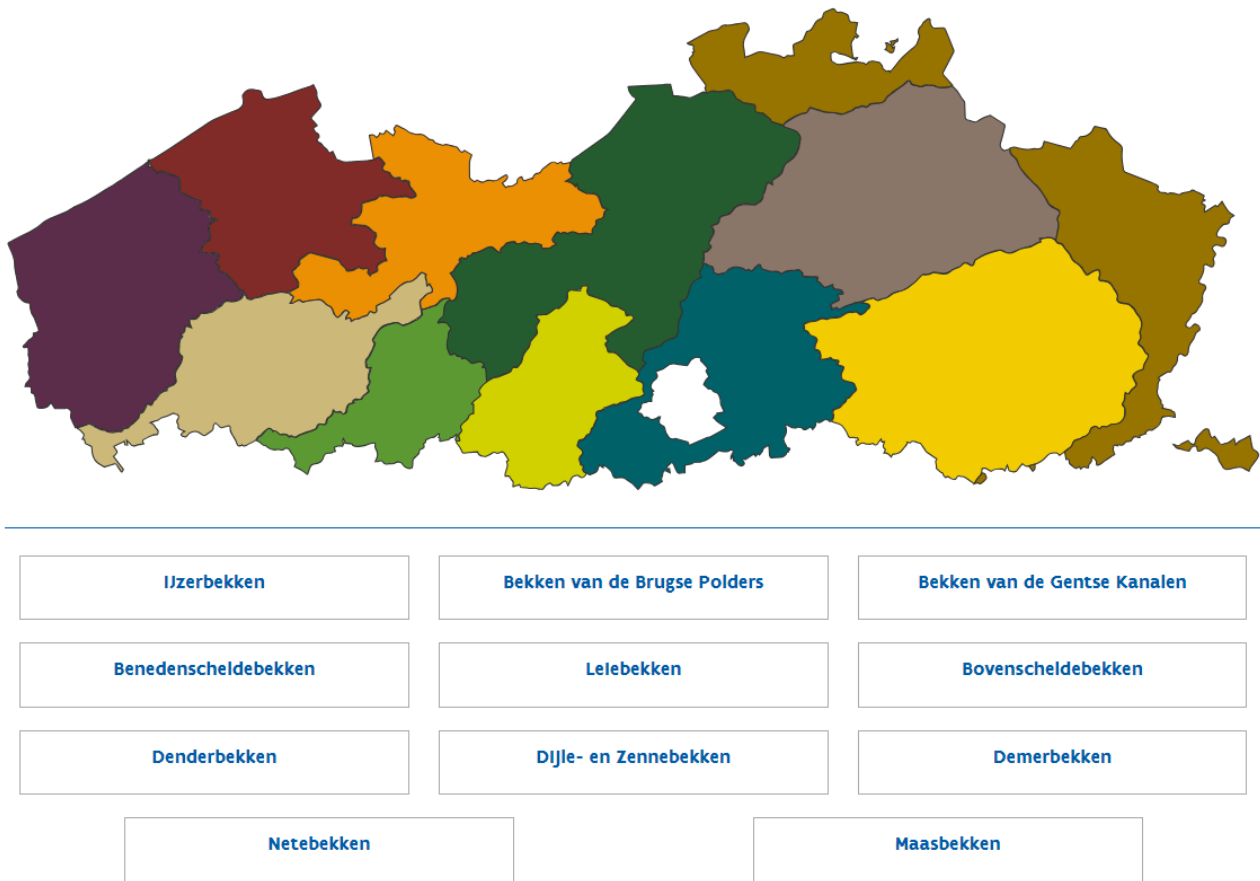 IJzerbekken
Bekken van de Brugse Polders
Bekken van de Gentse Kanalen
Benedenscheldebekken
Leiebekken
Bovenscheldebekken
Denderbekken
Dijle- en Zennebekken
Demerbekken
Netebekken
Maasbekken